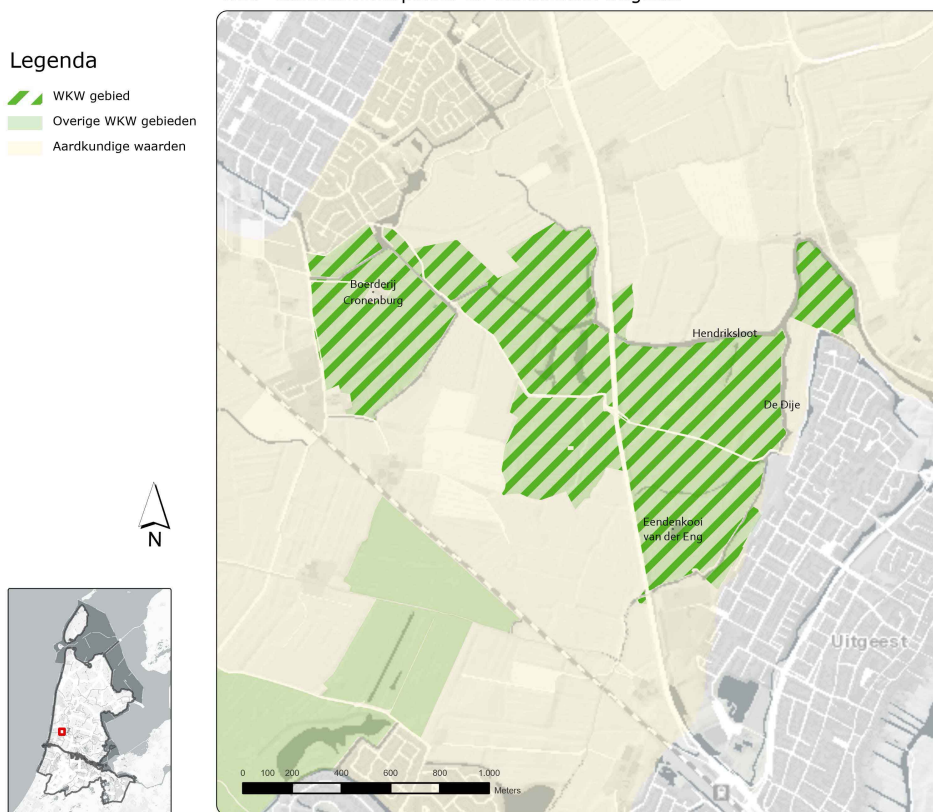 Legenda
WKW gebied
Overige WKW gebieden
Aardkundige waarden
N
Boerderij
Cronenburg
Hendriksloot
De Dije
Eendenkooi
van der Eng
Uitgeest
0 100 200 400 600 800 1.000
Meters